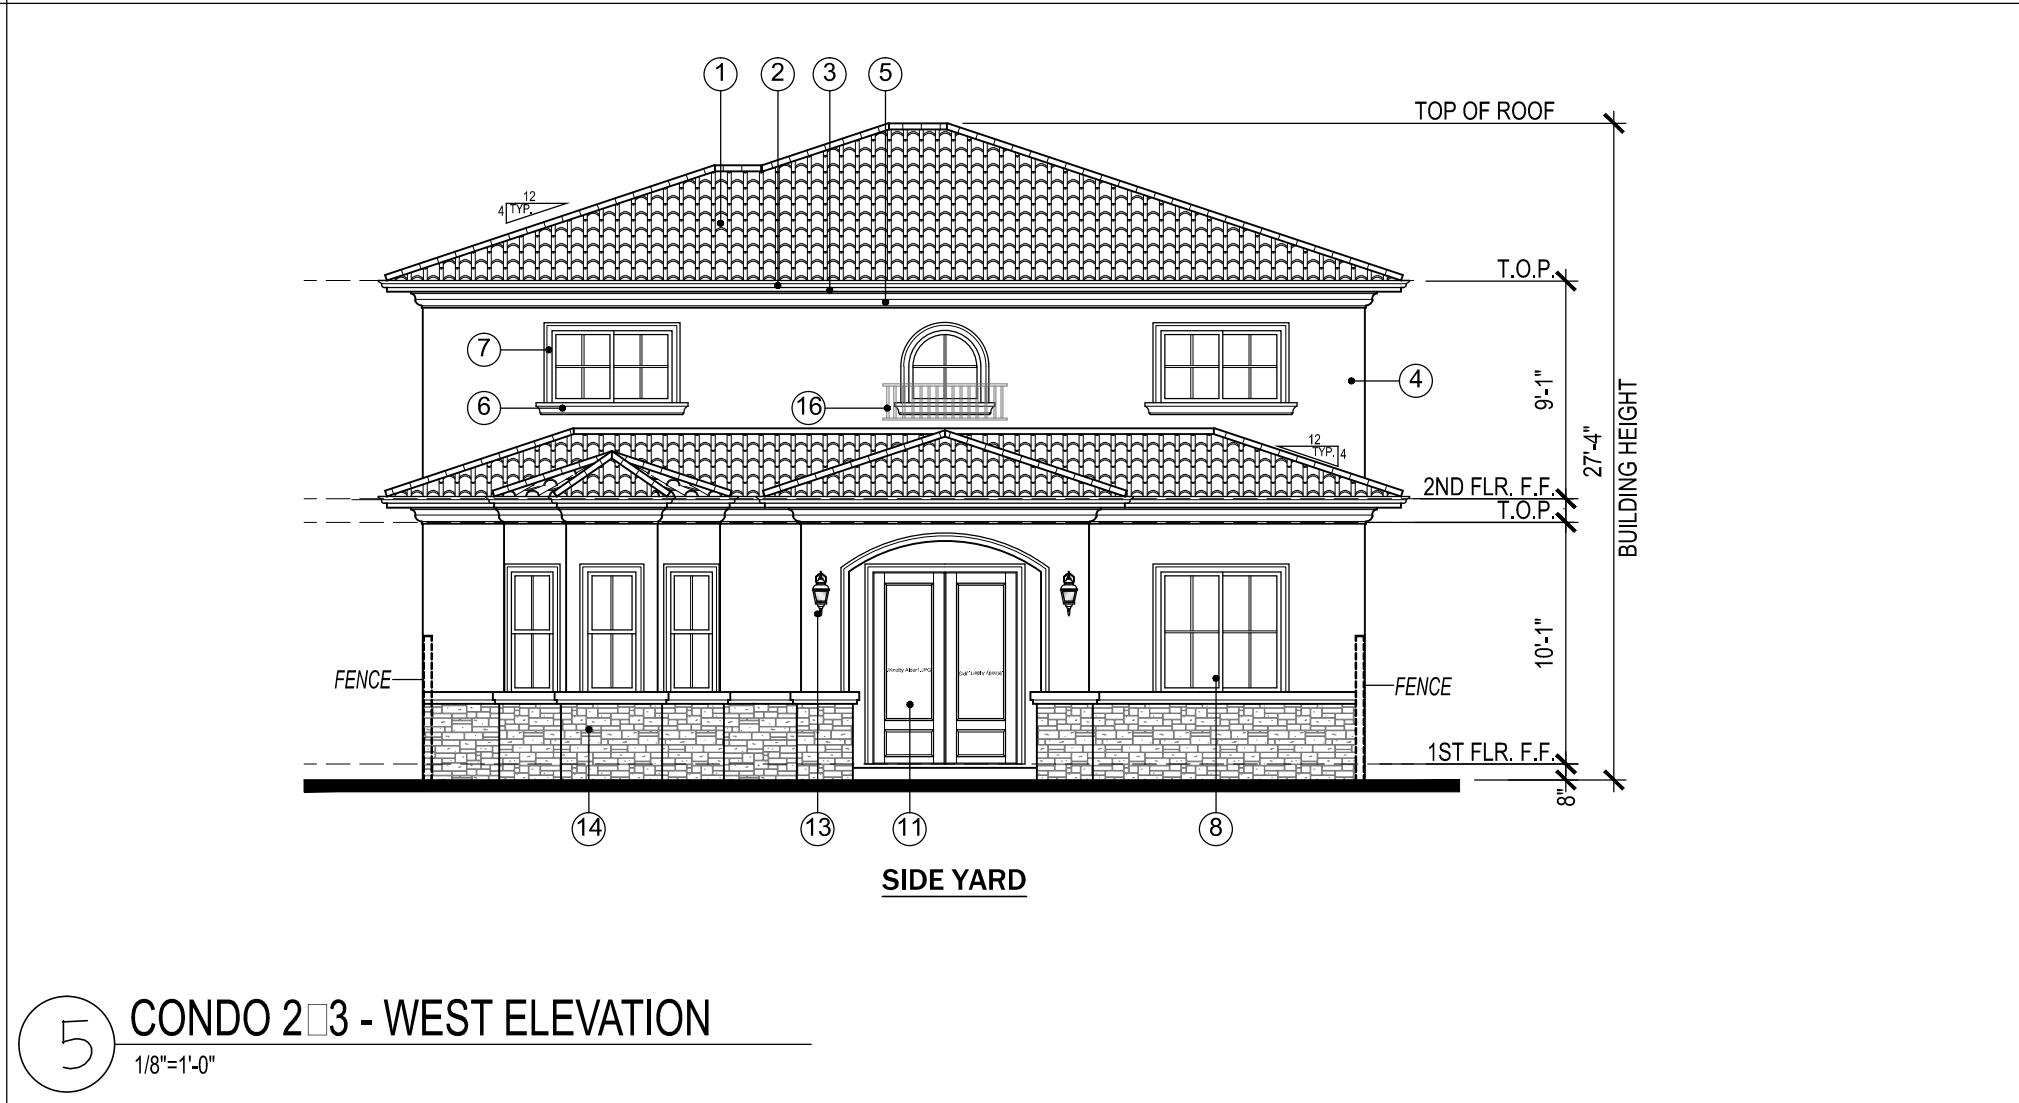 1 2 3 5
TOP OF ROOF
12
4 TYP.
T.O.P.
7
4
6
16
9'-1"
27'-4"
BUILDING HEIGHT
12
TYP. 4
2ND FLR. F.F.
T.O.P.
10'-1"
FENCE
FENCE
1ST FLR. F.F.
8"
14 13 11 8
SIDE YARD
5
CONDO 2□3 - WEST ELEVATION
1/8"=1'-0"